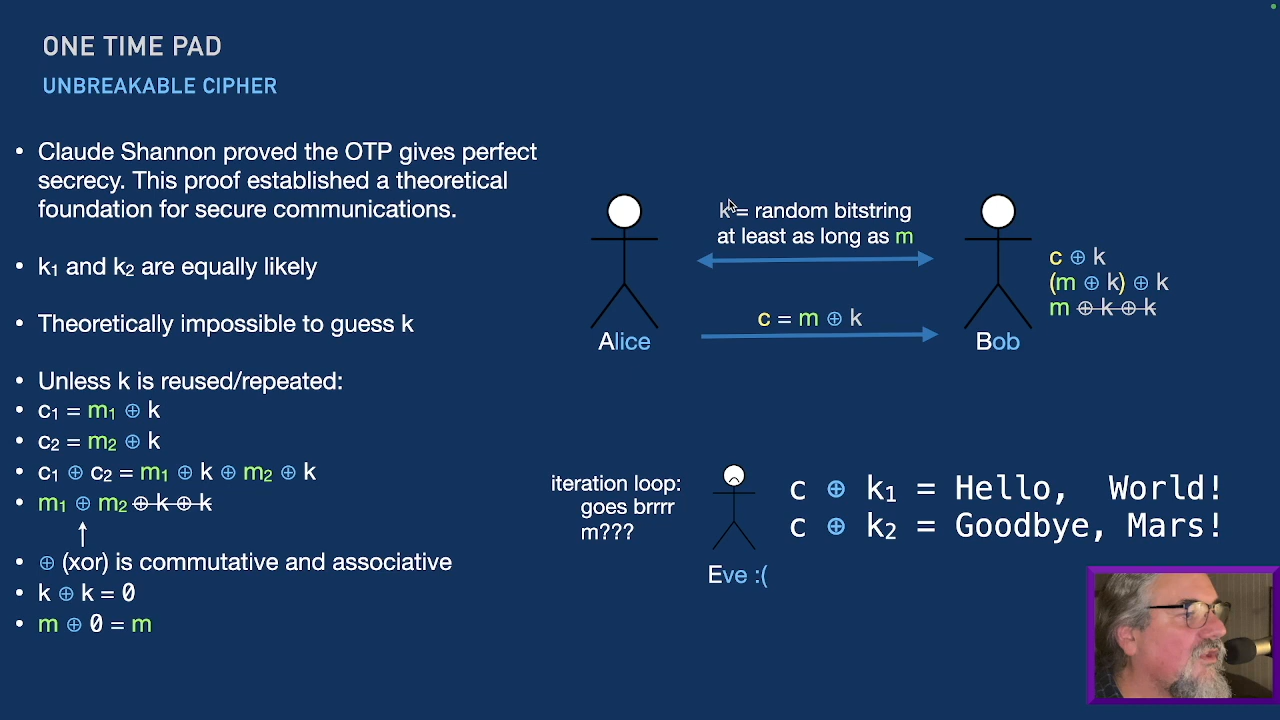 ONE TIME PAD
UNBREAKABLE CIPHER
• Claude Shannon proved the OTP gives perfect
secrecy. This proof established a theoretical
foundation for secure communications.
• k₁ and k₂ are equally likely
• Theoretically impossible to guess k
• Unless k is reused/repeated:
• c₁ = m₁ ⊕ k
• c₂ = m₂ ⊕ k
• c₁ ⊕ c₂ = m₁ ⊕ k ⊕ m₂ ⊕ k
• m₁ ⊕ m₂ ⊕ k ⊕ k
↑
• ⊕ (xor) is commutative and associative
• k ⊕ k = 0
• m ⊕ 0 = m
k = random bitstring
at least as long as m
c = m ⊕ k
Alice
Bob
c ⊕ k
(m ⊕ k) ⊕ k
m ⊕ k ⊕ k
iteration loop:
goes brrrr
m???
Eve :(
c ⊕ k₁ = Hello, World!
c ⊕ k₂ = Goodbye, Mars!